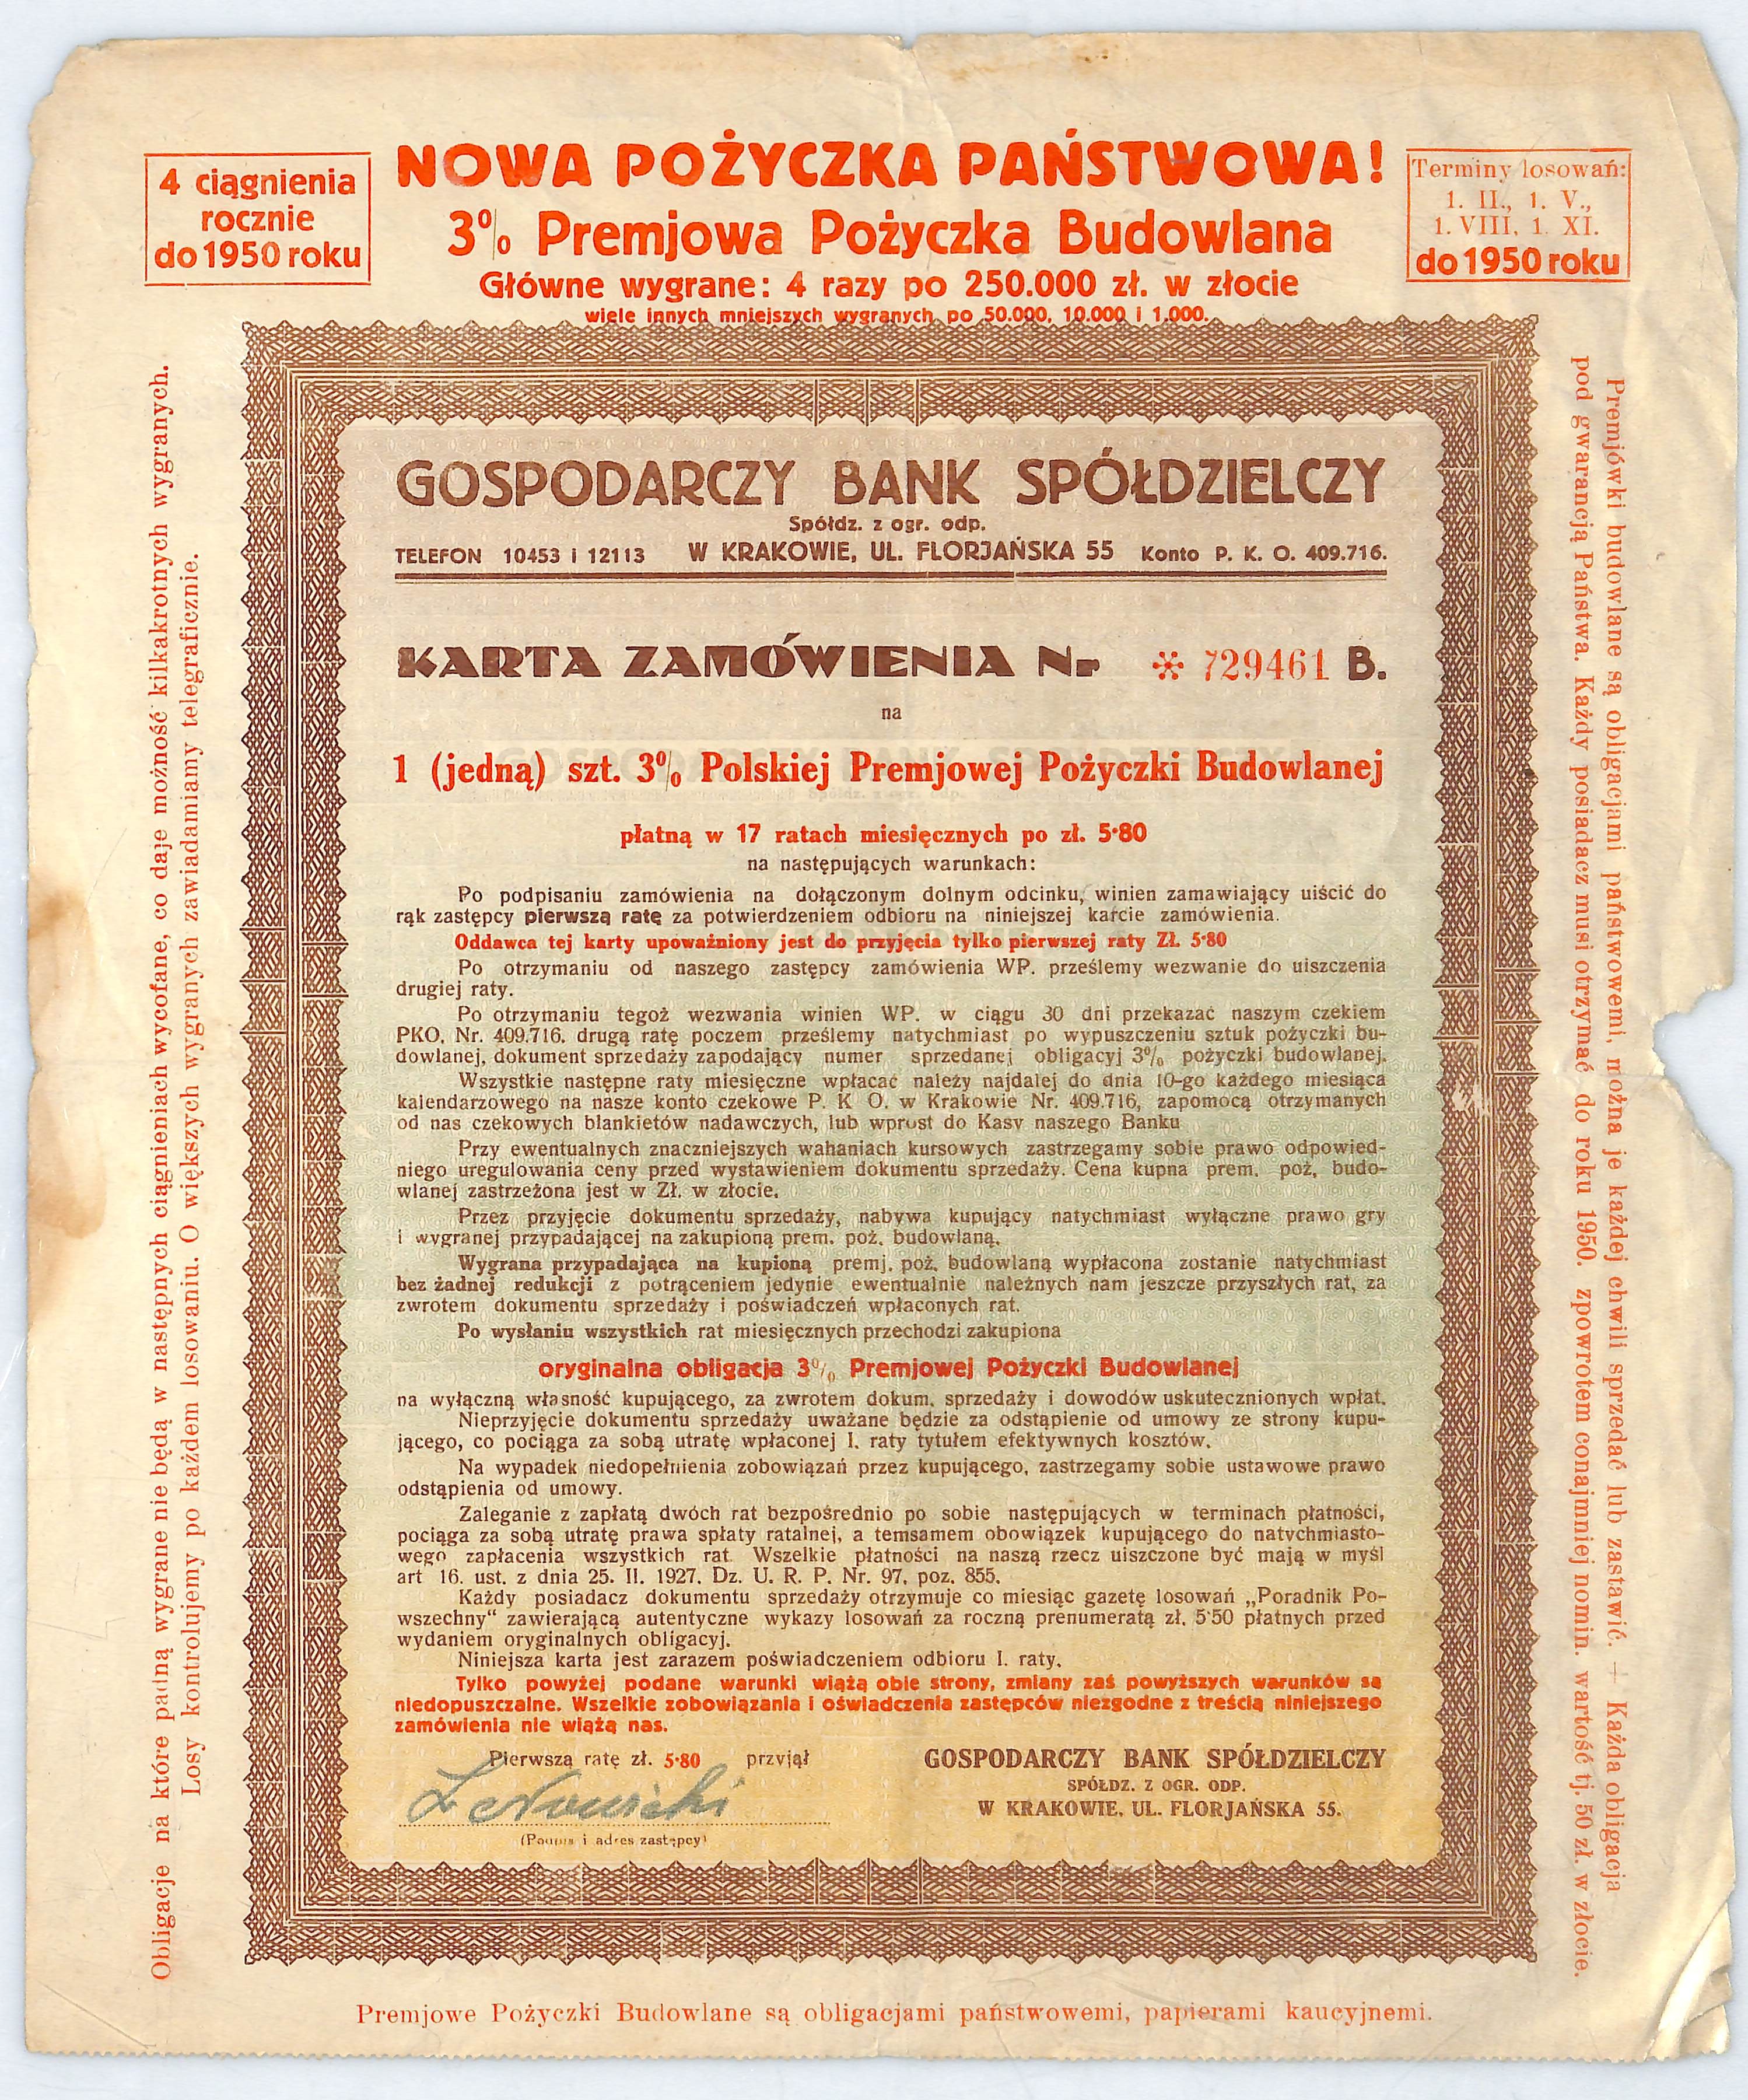 4 ciągnienia
rocznie
do 1950 roku
NOWA POŻYCZKA PAŃSTWOWA!
3% Premjowa Pożyczka Budowlana
Główne wygrane: 4 razy po 250.000 zł. w złocie
wiele innych mniejszych wygranych po 50.000, 10.000 i 1.000.
Terminy losowań:
1. II., 1. V.,
1. VIII, 1. XI.
do 1950 roku
Obligacje na które padną wygrane nie będą w następnych ciągnieniach wycofane, co daje możność kilkakrotnych wygranych.
Losy kontrolujemy po każdem losowaniu. O większych wygranych zawiadamiamy telegraficznie.
GOSPODARCZY BANK SPÓŁDZIELCZY
Spółdz. z ogr. odp.
TELEFON 10453 i 12113 W KRAKOWIE, UL. FLORJAŃSKA 55 Konto P. K. O. 409.716.
KARTA ZAMÓWIENIA Nr * 729461 B.
na
1 (jedną) szt. 3% Polskiej Premjowej Pożyczki Budowlanej
płatną w 17 ratach miesięcznych po zł. 5·80
na następujących warunkach:
Po podpisaniu zamówienia na dołączonym dolnym odcinku, winien zamawiający uiścić do
rąk zastępcy pierwszą ratę za potwierdzeniem odbioru na niniejszej karcie zamówienia.
Oddawca tej karty upoważniony jest do przyjęcia tylko pierwszej raty Zł. 5·80
Po otrzymaniu od naszego zastępcy zamówienia WP. prześlemy wezwanie do uiszczenia
drugiej raty.
Po otrzymaniu tegoż wezwania winien WP. w ciągu 30 dni przekazać naszym czekiem
PKO. Nr. 409.716. drugą ratę poczem prześlemy natychmiast po wypuszczeniu sztuk pożyczki bu-
dowlanej, dokument sprzedaży zapodający numer sprzedanej obligacyj 3% pożyczki budowlanej.
Wszystkie następne raty miesięczne wpłacać należy najdalej do dnia 10-go każdego miesiąca
kalendarzowego na nasze konto czekowe P. K O. w Krakowie Nr. 409.716, zapomocą otrzymanych
od nas czekowych blankietów nadawczych, lub wprost do Kasy naszego Banku
Przy ewentualnych znaczniejszych wahaniach kursowych zastrzegamy sobie prawo odpowied-
niego uregulowania ceny przed wystawieniem dokumentu sprzedaży. Cena kupna prem. poż. budo-
wlanej zastrzeżona jest w Zł. w złocie.
Przez przyjęcie dokumentu sprzedaży, nabywa kupujący natychmiast wyłączne prawo gry
i wygranej przypadającej na zakupioną prem. poż. budowlaną.
Wygrana przypadająca na kupioną premj. poż. budowlaną wypłacona zostanie natychmiast
bez żadnej redukcji z potrąceniem jedynie ewentualnie należnych nam jeszcze przyszłych rat, za
zwrotem dokumentu sprzedaży i poświadczeń wpłaconych rat.
Po wysłaniu wszystkich rat miesięcznych przechodzi zakupiona
oryginalna obligacja 3% Premjowej Pożyczki Budowlanej
na wyłączną własność kupującego, za zwrotem dokum. sprzedaży i dowodów uskutecznionych wpłat.
Nieprzyjęcie dokumentu sprzedaży uważane będzie za odstąpienie od umowy ze strony kupu-
jącego, co pociąga za sobą utratę wpłaconej I. raty tytułem efektywnych kosztów.
Na wypadek niedopełnienia zobowiązań przez kupującego, zastrzegamy sobie ustawowe prawo
odstąpienia od umowy.
Zaleganie z zapłatą dwóch rat bezpośrednio po sobie następujących w terminach płatności,
pociąga za sobą utratę prawa spłaty ratalnej, a temsamem obowiązek kupującego do natychmiasto-
wego zapłacenia wszystkich rat. Wszelkie płatności na naszą rzecz uiszczone być mają w myśl
art 16. ust. z dnia 25. II. 1927. Dz. U. R. P. Nr. 97, poz. 855.
Każdy posiadacz dokumentu sprzedaży otrzymuje co miesiąc gazetę losowań „Poradnik Po-
wszechny“ zawierającą autentyczne wykazy losowań za roczną prenumeratą zł. 5·50 płatnych przed
wydaniem oryginalnych obligacyj.
Niniejsza karta jest zarazem poświadczeniem odbioru I. raty.
Tylko powyżej podane warunki wiążą obie strony, zmiany zaś powyższych warunków są
niedopuszczalne. Wszelkie zobowiązania i oświadczenia zastępców niezgodne z treścią niniejszego
zamówienia nie wiążą nas.
Pierwszą ratę zł. 5·80 przyjął
(Podpis i adres zastępcy)
GOSPODARCZY BANK SPÓŁDZIELCZY
SPÓŁDZ. Z OGR. ODP.
W KRAKOWIE, UL. FLORJAŃSKA 55.
Premjówki budowlane są obligacjami państwowemi, można je każdej chwili sprzedać lub zastawić. — Każda obligacja
pod gwarancją Państwa. Każdy posiadacz musi otrzymać do roku 1950. zpowrotem conajmniej nomin. wartość tj. 50 zł. w złocie.
Premjowe Pożyczki Budowlane są obligacjami państwowemi, papierami kaucyjnemi.